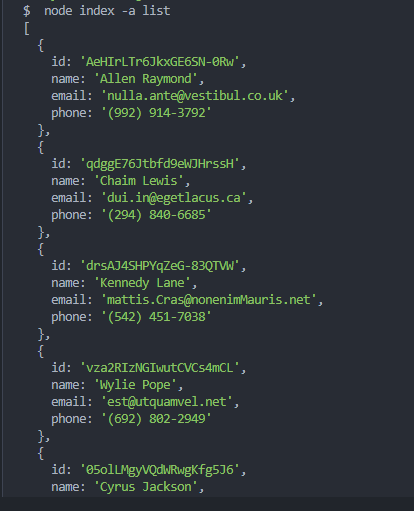 $ node index -a list
[
  {
    id: 'AeHIrLTr6JkxGE6SN-0Rw',
    name: 'Allen Raymond',
    email: 'nulla.ante@vestibul.co.uk',
    phone: '(992) 914-3792'
  },
  {
    id: 'qdggE76Jtbfd9eWJHrssH',
    name: 'Chaim Lewis',
    email: 'dui.in@egetlacus.ca',
    phone: '(294) 840-6685'
  },
  {
    id: 'drsAJ4SHPYqZeG-83QTVW',
    name: 'Kennedy Lane',
    email: 'mattis.Cras@nonenimMauris.net',
    phone: '(542) 451-7038'
  },
  {
    id: 'vza2RIzNGIwutCVCs4mCL',
    name: 'Wylie Pope',
    email: 'est@utquamvel.net',
    phone: '(692) 802-2949'
  },
  {
    id: '05olLMgyVQdWRwgKfg5J6',
    name: 'Cyrus Jackson',